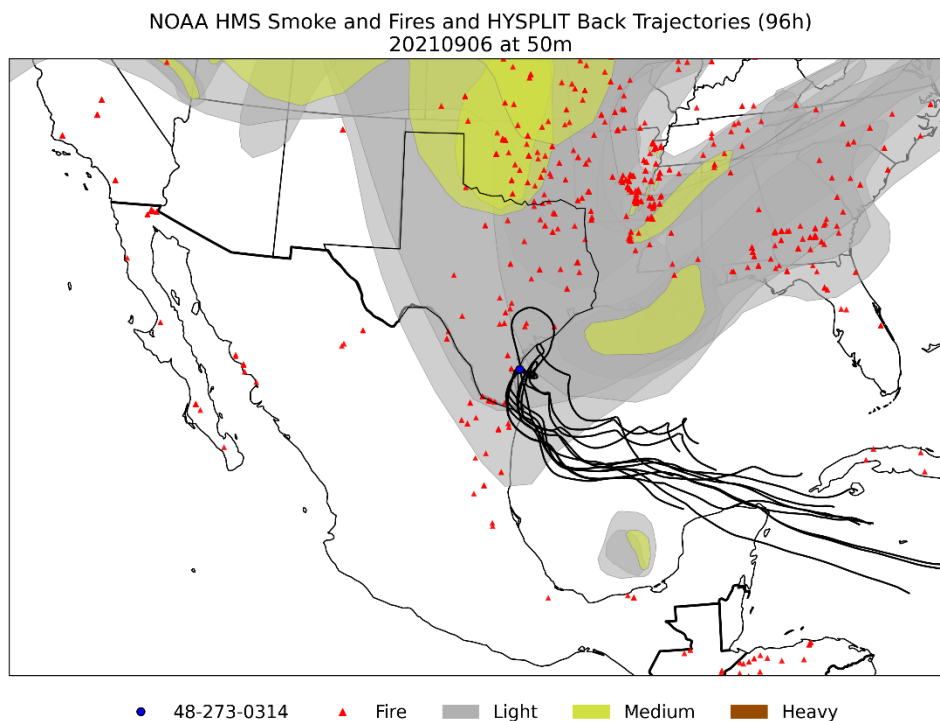 NOAA HMS Smoke and Fires and HYSPLIT Back Trajectories (96h)
20210906 at 50m
48-273-0314 Fire Light Medium Heavy